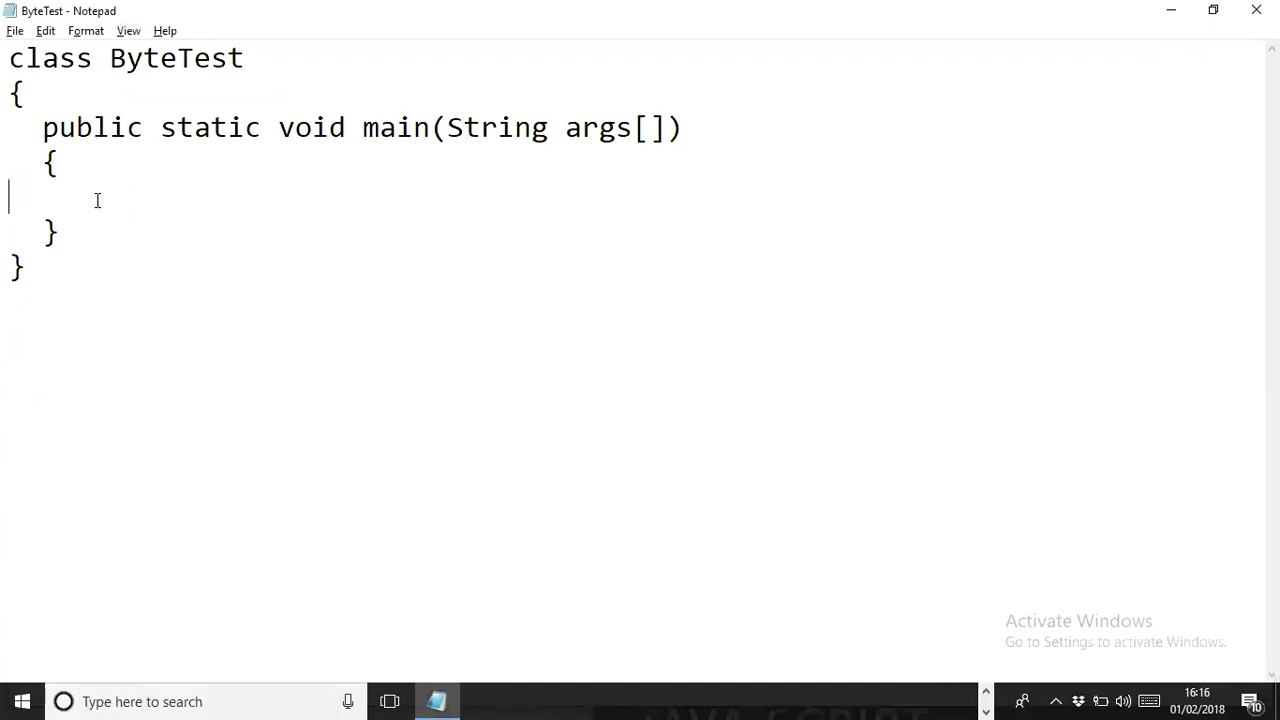 ByteTest - Notepad
File Edit Format View Help
class ByteTest
{
public static void main(String args[])
{
}
}
Activate Windows
Go to Settings to activate Windows.
Type here to search
16:16
01/02/2018
10